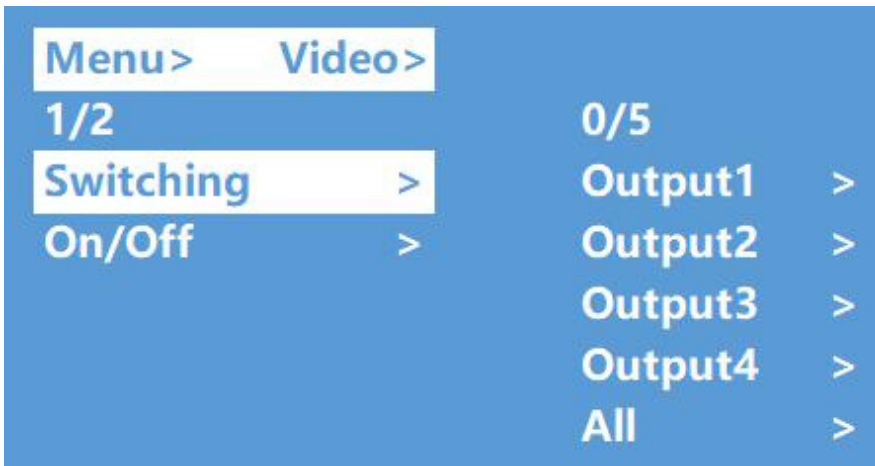 Menu> Video>
1/2 0/5
Switching > Output1 >
On/Off > Output2 >
Output3 >
Output4 >
All >